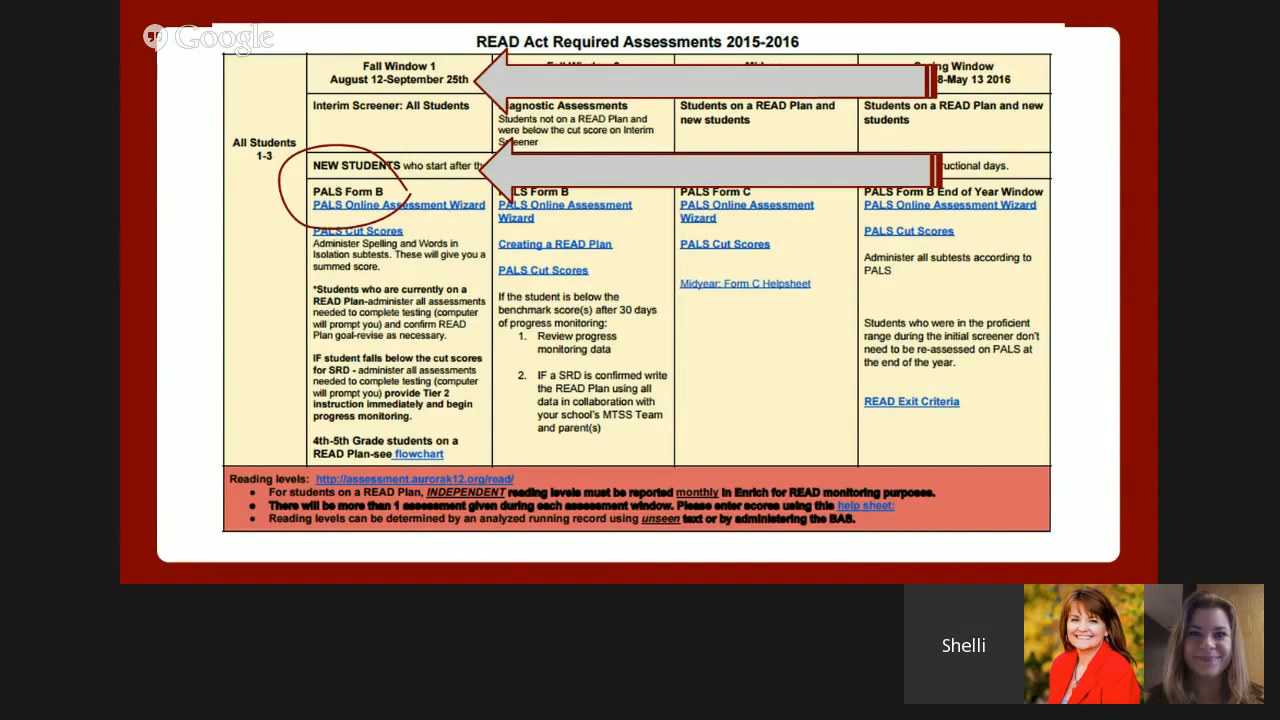 Google
READ Act Required Assessments 2015-2016
Fall Window 1
August 12-September 25th
Window
8-May 13 2016
All Students
1-3
Interim Screener: All Students
agnostic Assessments
Students not on a READ Plan and
were below the cut score on Interim
Students on a READ Plan and
new students
Students on a READ Plan and new
students
NEW STUDENTS who start after
uctional days.
PALS Form B
PALS Online Assessment Wizard
PALS Cut Scores
Administer Spelling and Words in
Isolation subtests. These will give you a
summed score.
*Students who are currently on a
READ Plan-administer all assessments
needed to complete testing (computer
will prompt you) and confirm READ
Plan goal-revise as necessary.
IF student falls below the cut scores
for SRD - administer all assessments
needed to complete testing (computer
will prompt you) provide Tier 2
instruction immediately and begin
progress monitoring.
4th-5th Grade students on a
READ Plan-see flowchart
LS Form B
PALS Online Assessment
Wizard
Creating a READ Plan
PALS Cut Scores
If the student is below the
benchmark score(s) after 30 days
of progress monitoring:
1. Review progress
monitoring data
2. IF a SRD is confirmed write
the READ Plan using all
data in collaboration with
your school's MTSS Team
and parent(s)
PALS Form C
PALS Online Assessment
Wizard
PALS Cut Scores
Midyear: Form C Helpsheet
PALS Form B End of Year Window
PALS Online Assessment Wizard
PALS Cut Scores
Administer all subtests according to
PALS
Students who were in the proficient
range during the initial screener don't
need to be re-assessed on PALS at
the end of the year.
READ Exit Criteria
Reading levels: http://assessment.aurorak12.org/read/
● For students on a READ Plan, INDEPENDENT reading levels must be reported monthly in Enrich for READ monitoring purposes.
● There will be more than 1 assessment given during each assessment window. Please enter scores using this help sheet:
● Reading levels can be determined by an analyzed running record using unseen text or by administering the BAS.
Shelli